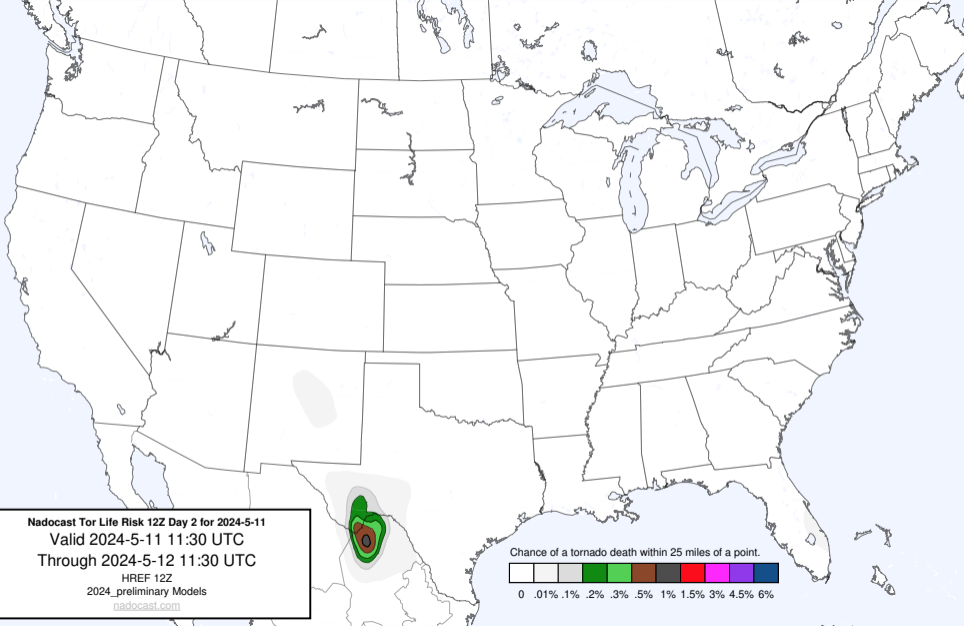 Nadocast Tor Life Risk 12Z Day 2 for 2024-5-11
Valid 2024-5-11 11:30 UTC
Through 2024-5-12 11:30 UTC
HREF 12Z
2024_preliminary Models
nadocast.com
Chance of a tornado death within 25 miles of a point.
0 .01% .1% .2% .3% .5% 1% 1.5% 3% 4.5% 6%